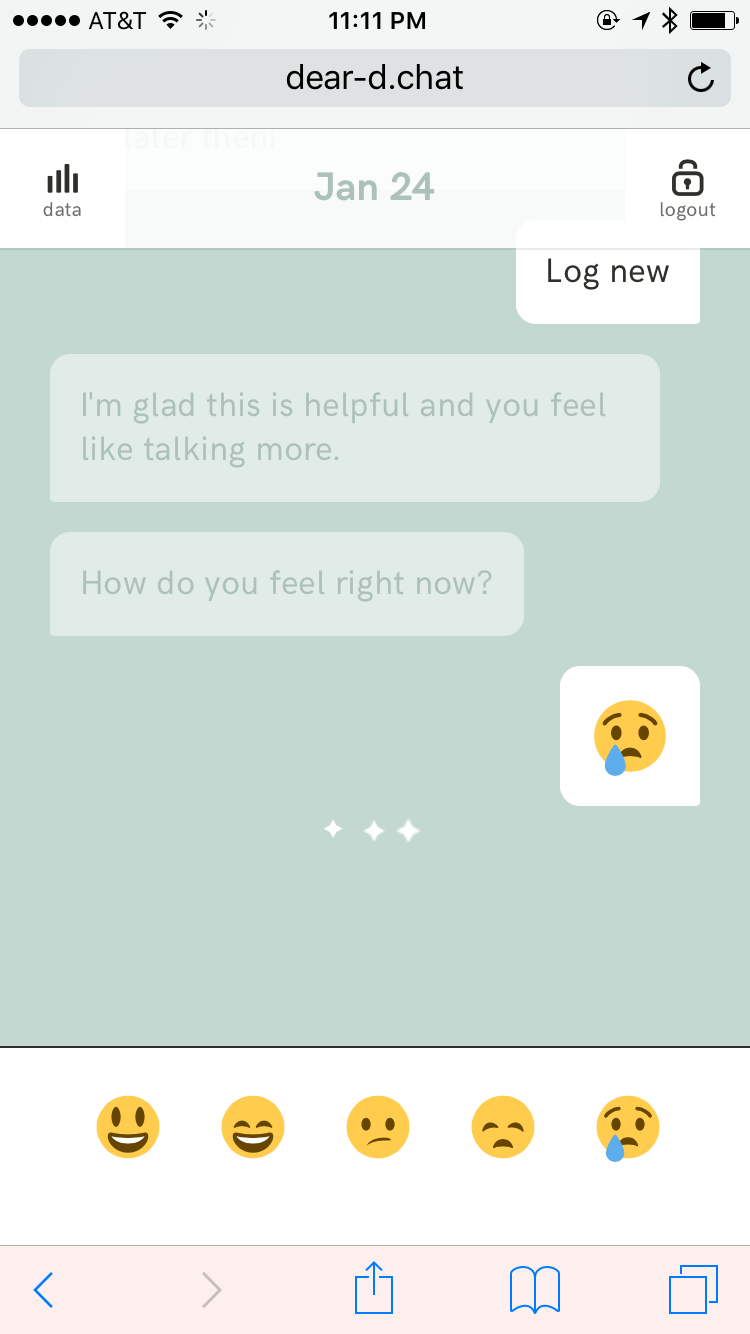 AT&T 11:11 PM
dear-d.chat
later then!
data
Jan 24
logout
Log new
I'm glad this is helpful and you feel
like talking more.
How do you feel right now?